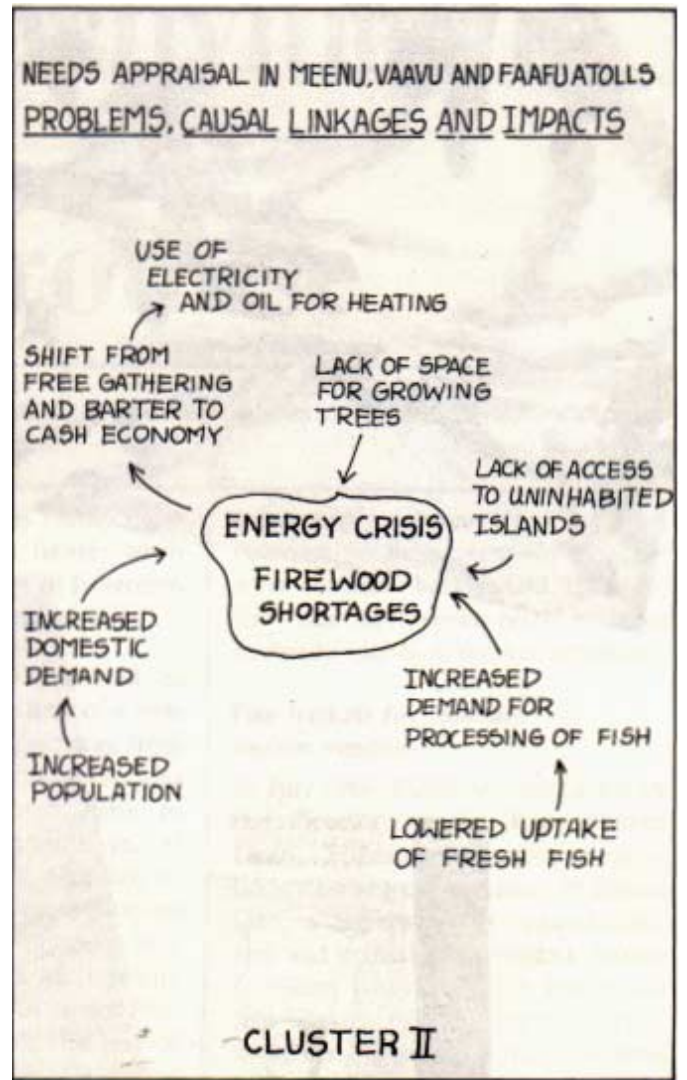 NEEDS APPRAISAL IN MEENU, VAAVU AND FAAFU ATOLLS
PROBLEMS, CAUSAL LINKAGES AND IMPACTS
USE OF
ELECTRICITY
AND OIL FOR HEATING
SHIFT FROM
FREE GATHERING
AND BARTER TO
CASH ECONOMY
LACK OF SPACE
FOR GROWING
TREES
LACK OF ACCESS
TO UNINHABITED
ISLANDS
ENERGY CRISIS
FIREWOOD
SHORTAGES
INCREASED
DOMESTIC
DEMAND
INCREASED
POPULATION
INCREASED
DEMAND FOR
PROCESSING OF FISH
LOWERED UPTAKE
OF FRESH FISH
CLUSTER II